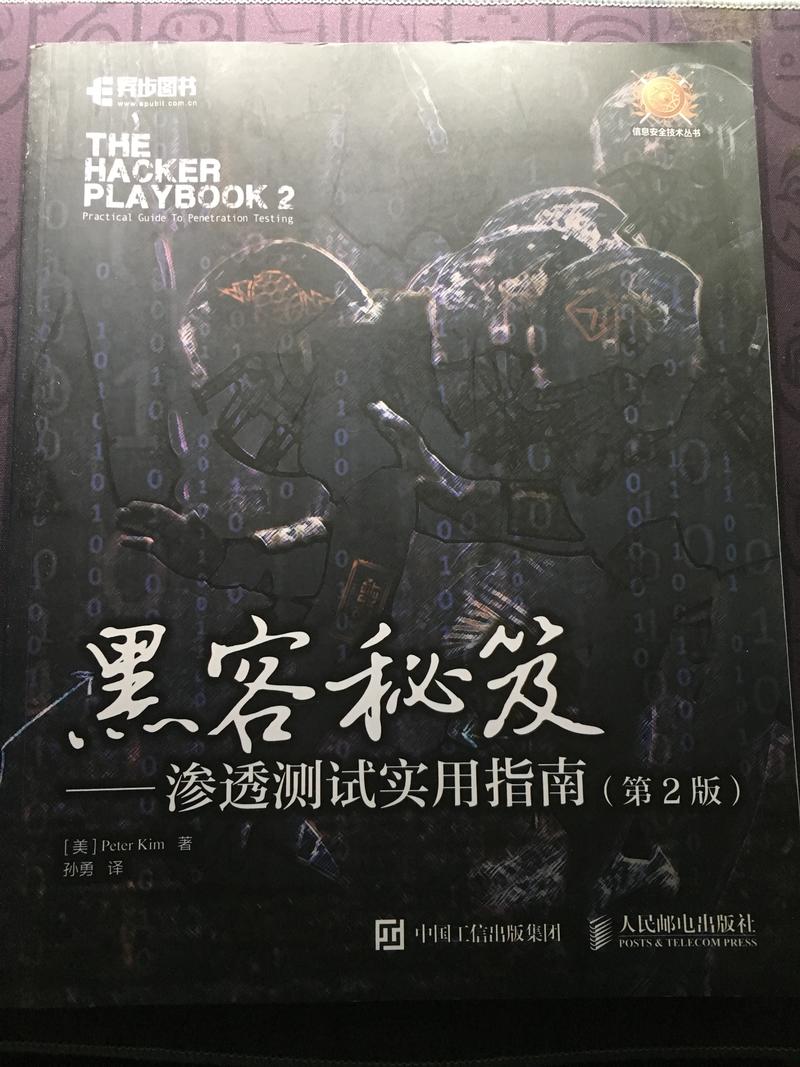 异步图书
www.epubit.com.cn
信息安全技术丛书
THE
HACKER
PLAYBOOK 2
Practical Guide To Penetration Testing
黑客秘笈
——渗透测试实用指南（第2版）
[美] Peter Kim 著
孙勇 译
中国工信出版集团
人民邮电出版社
POSTS & TELECOM PRESS